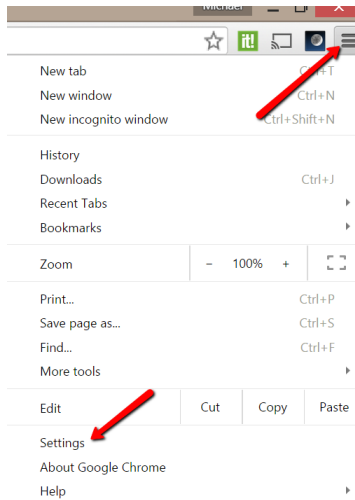 Michael
it!
New tab Ctrl+T
New window Ctrl+N
New incognito window Ctrl+Shift+N
History
Downloads Ctrl+J
Recent Tabs
Bookmarks
Zoom − 100% +
Print... Ctrl+P
Save page as... Ctrl+S
Find... Ctrl+F
More tools
Edit Cut Copy Paste
Settings
About Google Chrome
Help